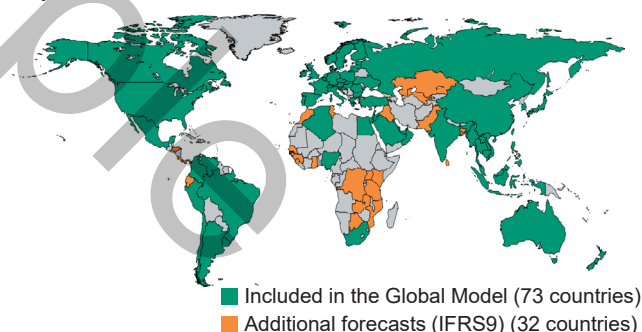 Included in the Global Model (73 countries)
Additional forecasts (IFRS9) (32 countries)